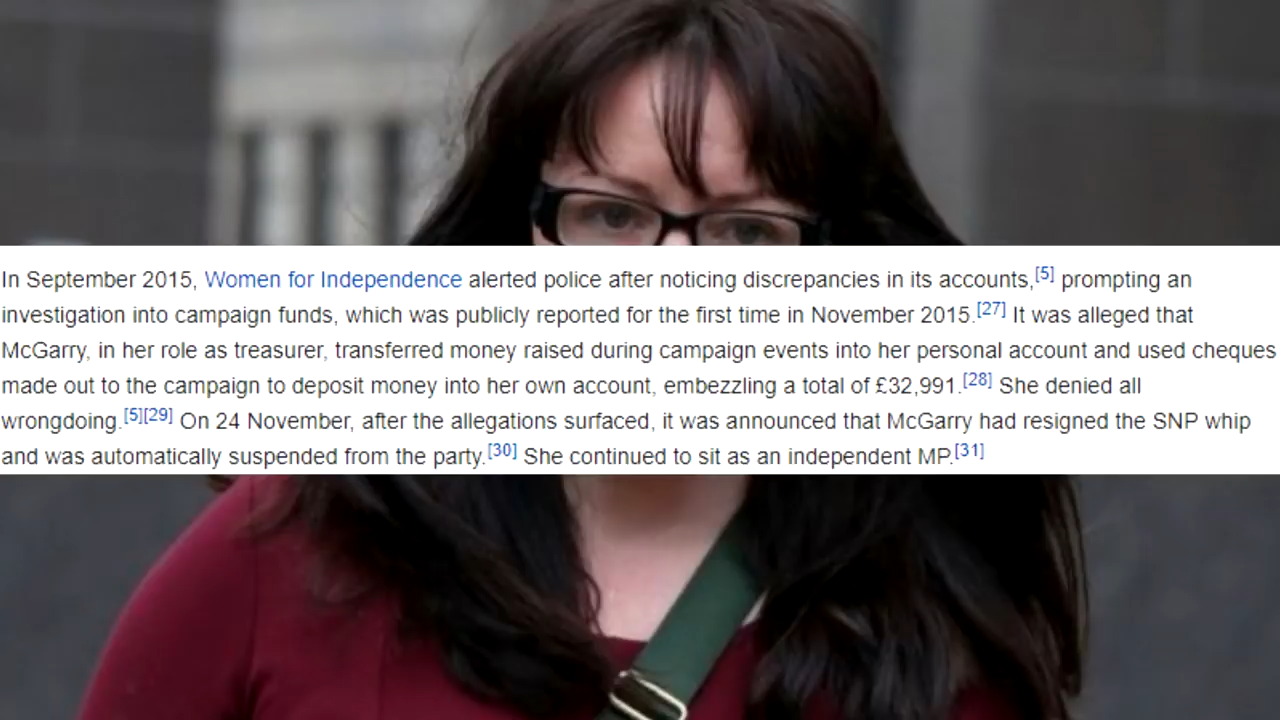 In September 2015, Women for Independence alerted police after noticing discrepancies in its accounts,[5] prompting an
investigation into campaign funds, which was publicly reported for the first time in November 2015.[27] It was alleged that
McGarry, in her role as treasurer, transferred money raised during campaign events into her personal account and used cheques
made out to the campaign to deposit money into her own account, embezzling a total of £32,991.[28] She denied all
wrongdoing.[5][29] On 24 November, after the allegations surfaced, it was announced that McGarry had resigned the SNP whip
and was automatically suspended from the party.[30] She continued to sit as an independent MP.[31]